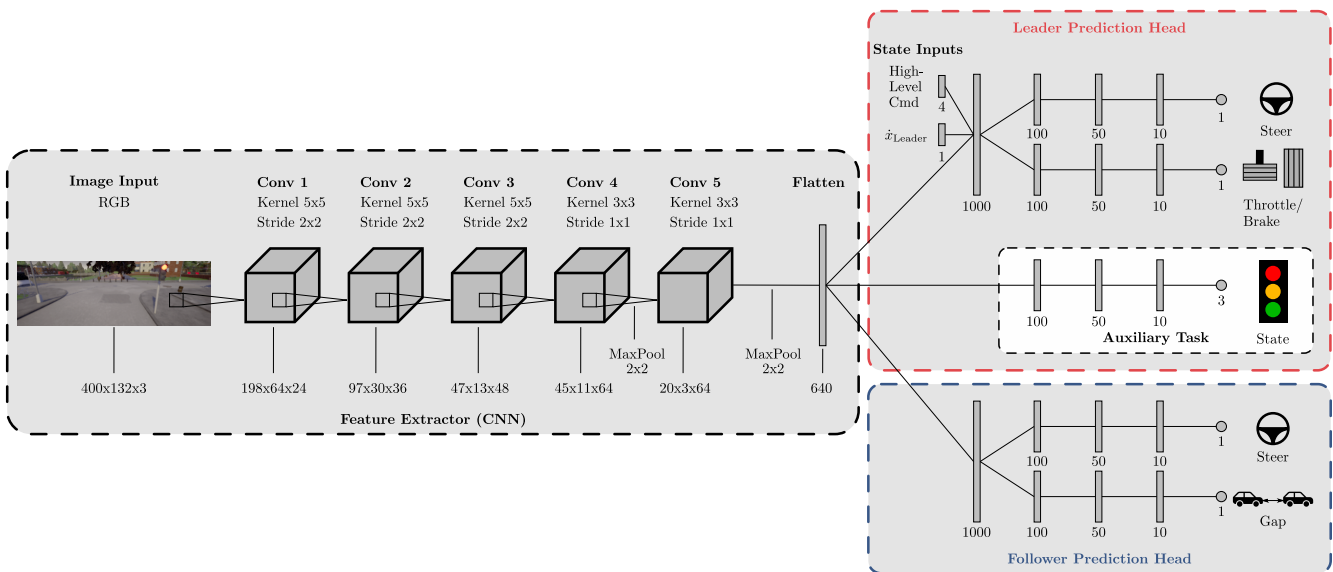 Image Input
RGB
400x132x3
Conv 1
Kernel 5x5
Stride 2x2
198x64x24
Conv 2
Kernel 5x5
Stride 2x2
97x30x36
Conv 3
Kernel 5x5
Stride 2x2
47x13x48
Conv 4
Kernel 3x3
Stride 1x1
45x11x64
MaxPool
2x2
Conv 5
Kernel 3x3
Stride 1x1
20x3x64
MaxPool
2x2
Flatten
640
Feature Extractor (CNN)
Leader Prediction Head
State Inputs
High-
Level
Cmd
4
ẋLeader
1
1000
100
50
10
1
Steer
100
50
10
1
Throttle/
Brake
100
50
10
3
State
Auxiliary Task
1000
100
50
10
1
Steer
100
50
10
1
Gap
Follower Prediction Head